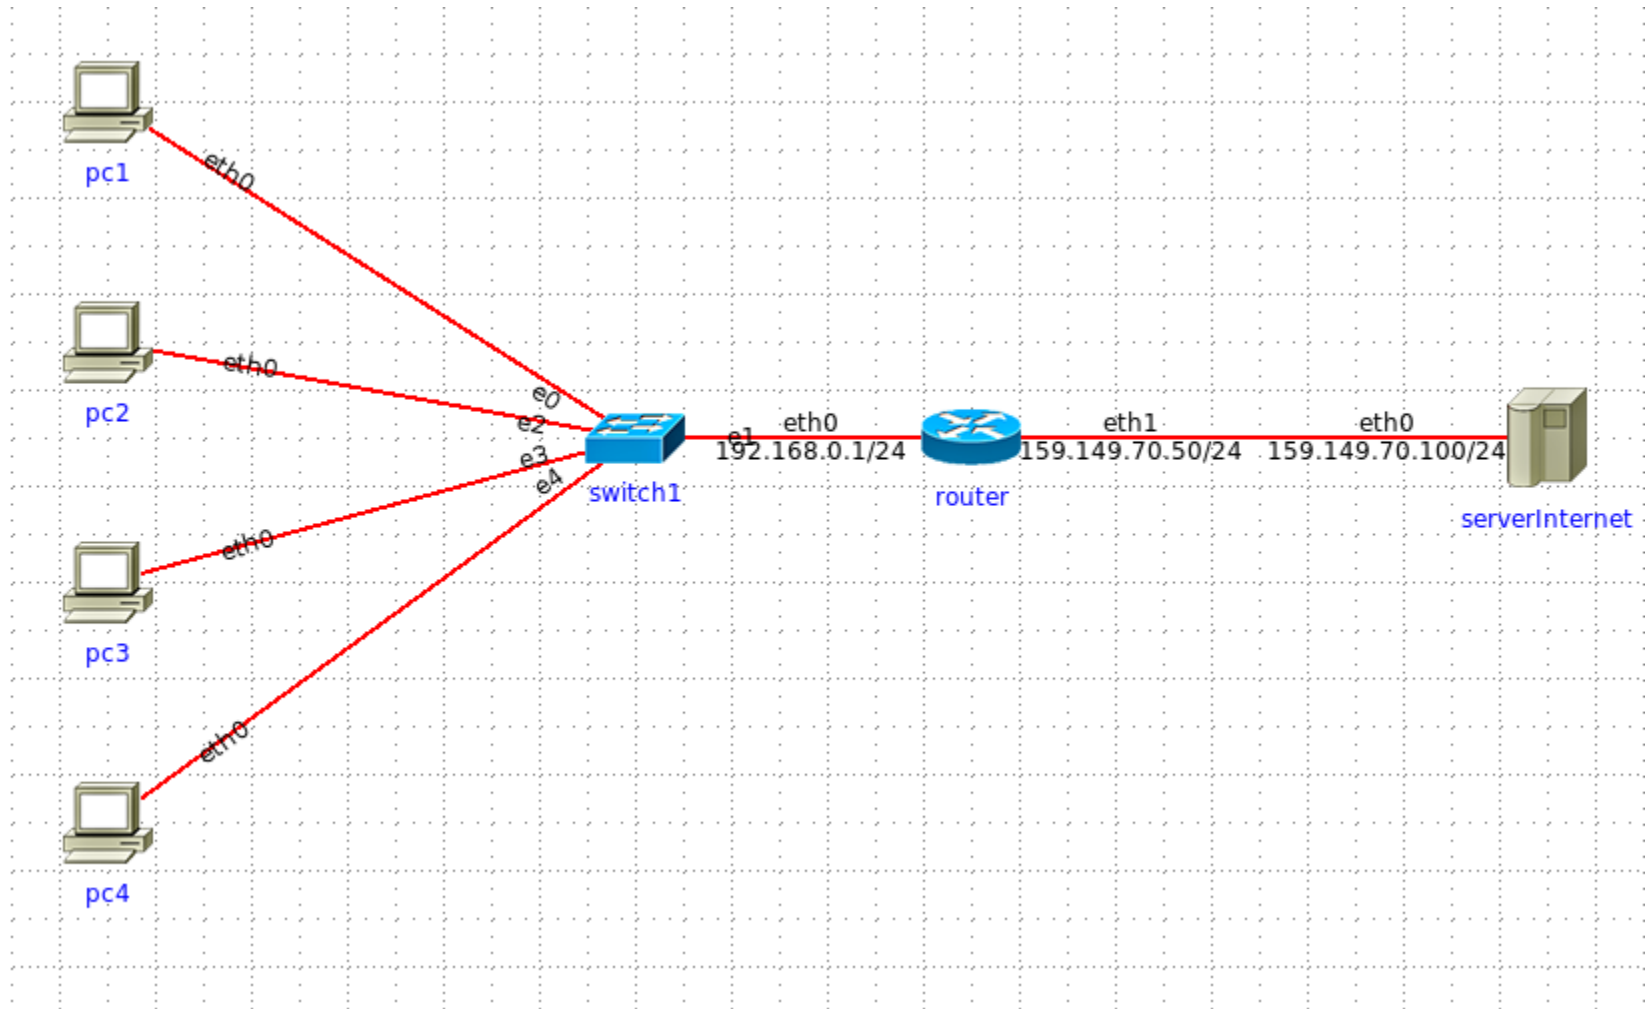 eth0
pc1
eth0
pc2
e0
e2
e3
e4
switch1
e1
eth0
192.168.0.1/24
router
eth1
159.149.70.50/24
eth0
159.149.70.100/24
serverInternet
eth0
pc3
eth0
pc4